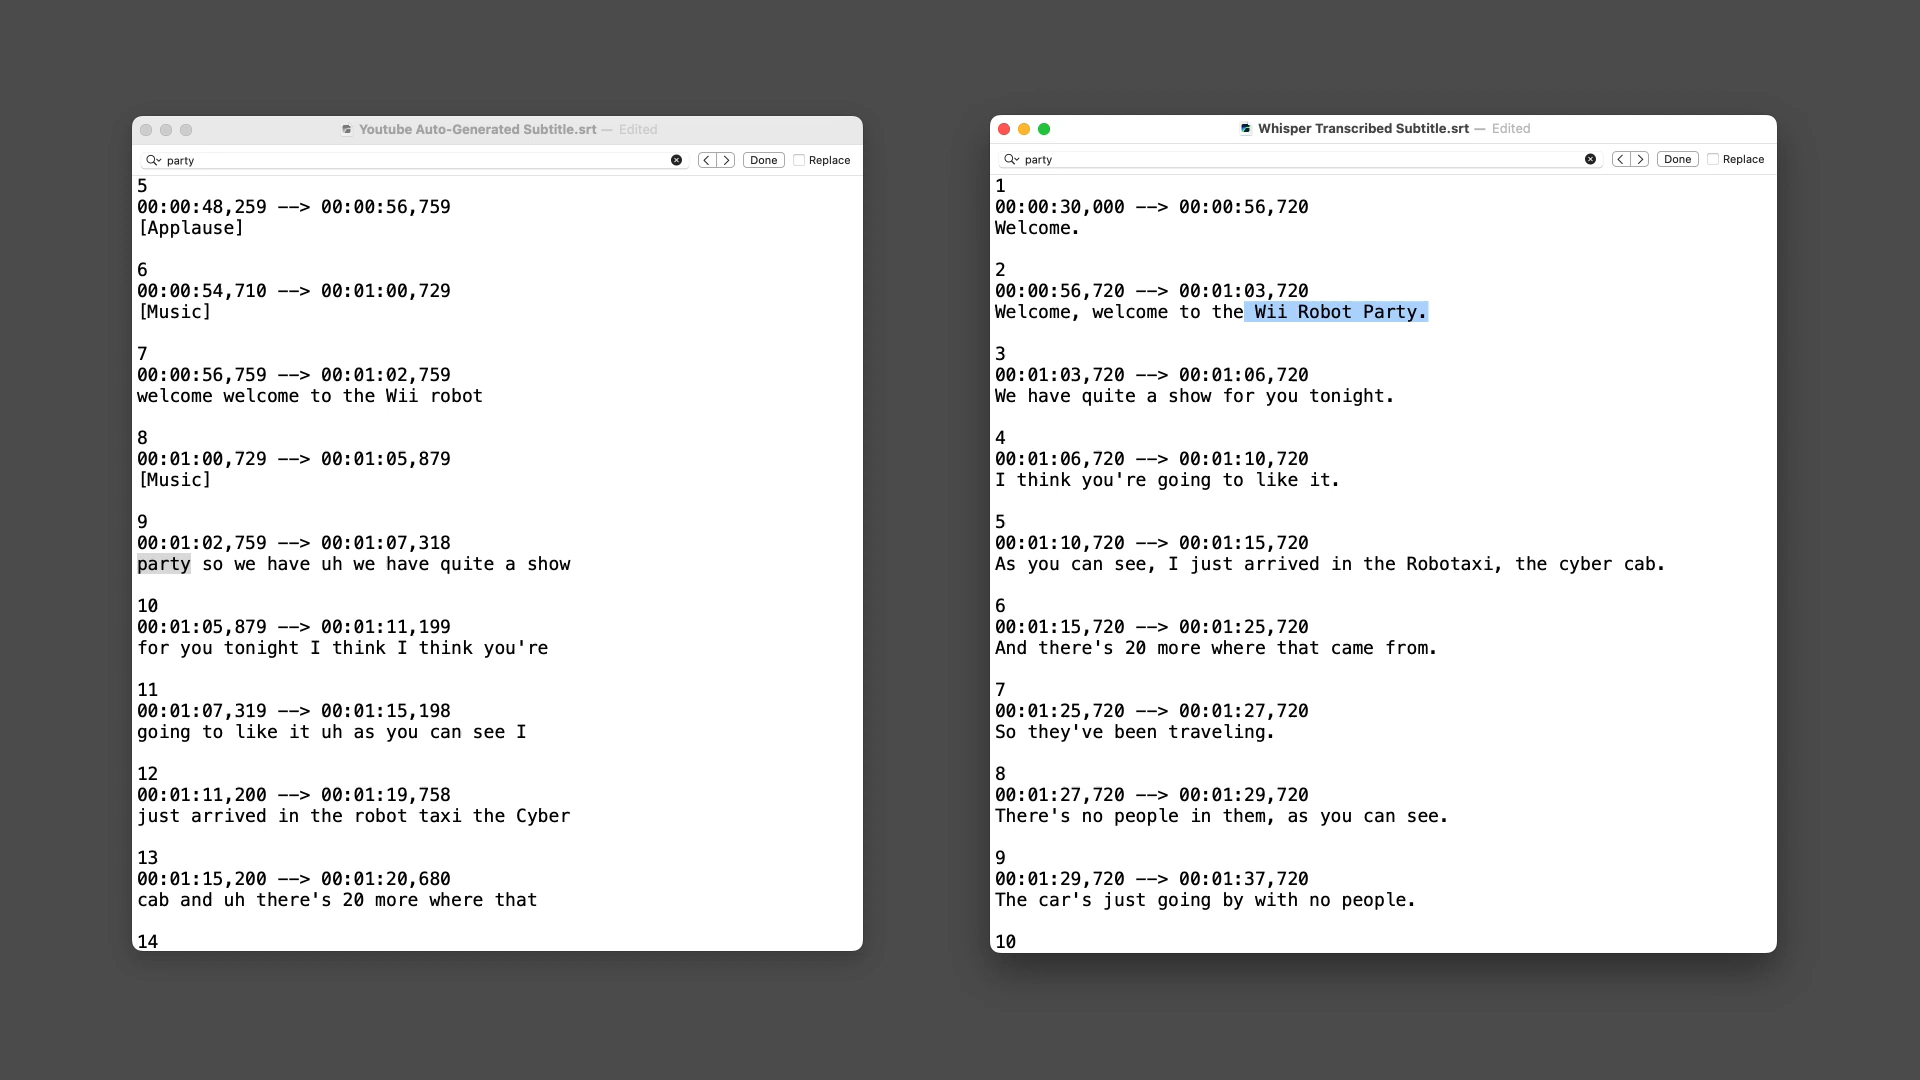 Youtube Auto-Generated Subtitle.srt — Edited
party
Done
Replace
5
00:00:48,259 --> 00:00:56,759
[Applause]
6
00:00:54,710 --> 00:01:00,729
[Music]
7
00:00:56,759 --> 00:01:02,759
welcome welcome to the Wii robot
8
00:01:00,729 --> 00:01:05,879
[Music]
9
00:01:02,759 --> 00:01:07,318
party so we have uh we have quite a show
10
00:01:05,879 --> 00:01:11,199
for you tonight I think I think you're
11
00:01:07,319 --> 00:01:15,198
going to like it uh as you can see I
12
00:01:11,200 --> 00:01:19,758
just arrived in the robot taxi the Cyber
13
00:01:15,200 --> 00:01:20,680
cab and uh there's 20 more where that
14
Whisper Transcribed Subtitle.srt — Edited
party
Done
Replace
1
00:00:30,000 --> 00:00:56,720
Welcome.
2
00:00:56,720 --> 00:01:03,720
Welcome, welcome to the Wii Robot Party.
3
00:01:03,720 --> 00:01:06,720
We have quite a show for you tonight.
4
00:01:06,720 --> 00:01:10,720
I think you're going to like it.
5
00:01:10,720 --> 00:01:15,720
As you can see, I just arrived in the Robotaxi, the cyber cab.
6
00:01:15,720 --> 00:01:25,720
And there's 20 more where that came from.
7
00:01:25,720 --> 00:01:27,720
So they've been traveling.
8
00:01:27,720 --> 00:01:29,720
There's no people in them, as you can see.
9
00:01:29,720 --> 00:01:37,720
The car's just going by with no people.
10